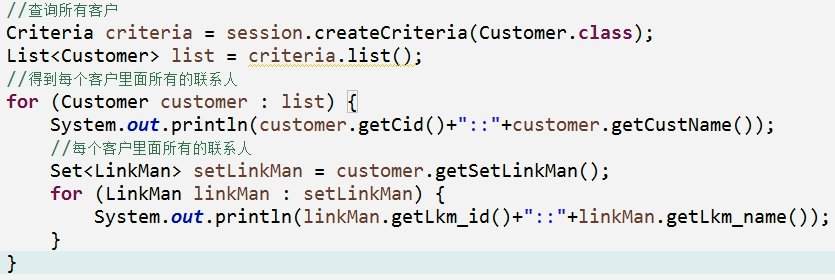 //查询所有客户
Criteria criteria = session.createCriteria(Customer.class);
List<Customer> list = criteria.list();
//得到每个客户里面所有的联系人
for (Customer customer : list) {
    System.out.println(customer.getCid()+"::"+customer.getCustName());
    //每个客户里面所有的联系人
    Set<LinkMan> setLinkMan = customer.getSetLinkMan();
    for (LinkMan linkMan : setLinkMan) {
        System.out.println(linkMan.getLkm_id()+"::"+linkMan.getLkm_name());
    }
}